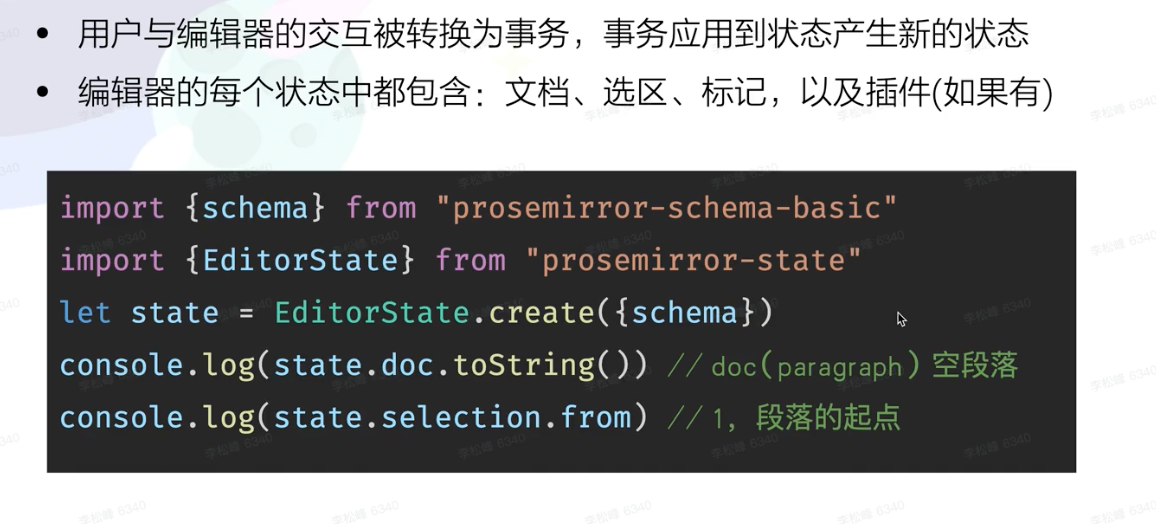 • 用户与编辑器的交互被转换为事务，事务应用到状态产生新的状态
• 编辑器的每个状态中都包含：文档、选区、标记，以及插件(如果有)
import {schema} from "prosemirror-schema-basic"
import {EditorState} from "prosemirror-state"
let state = EditorState.create({schema})
console.log(state.doc.toString()) // doc(paragraph) 空段落
console.log(state.selection.from) // 1，段落的起点
李松峰 6340